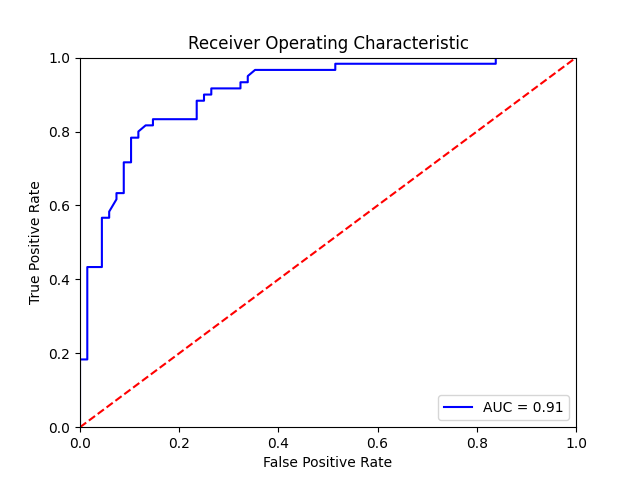 Receiver Operating Characteristic
True Positive Rate
1.0
0.8
0.6
0.4
0.2
0.0
AUC = 0.91
0.0 0.2 0.4 0.6 0.8 1.0
False Positive Rate